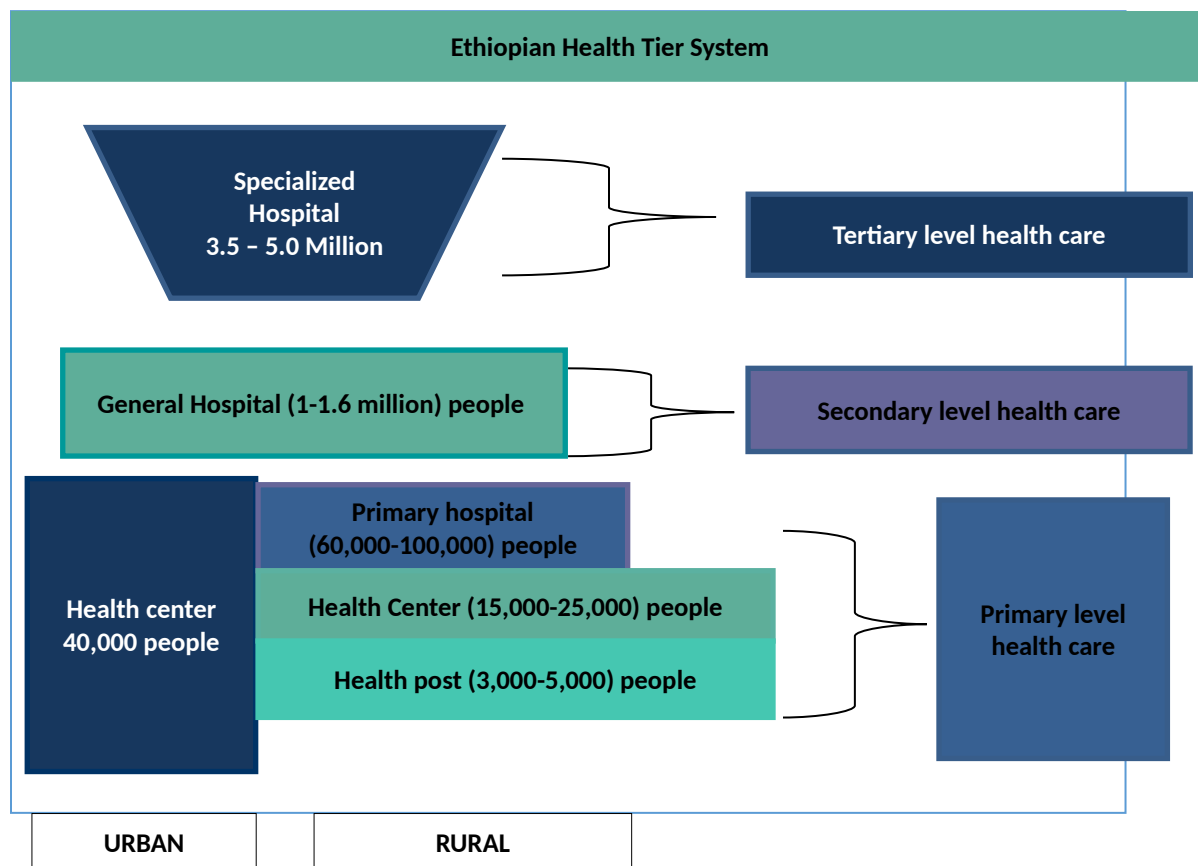 Ethiopian Health Tier System
Specialized
Hospital
3.5 – 5.0 Million
Tertiary level health care
General Hospital (1-1.6 million) people
Secondary level health care
Health center
40,000 people
Primary hospital
(60,000-100,000) people
Health Center (15,000-25,000) people
Health post (3,000-5,000) people
Primary level
health care
URBAN
RURAL